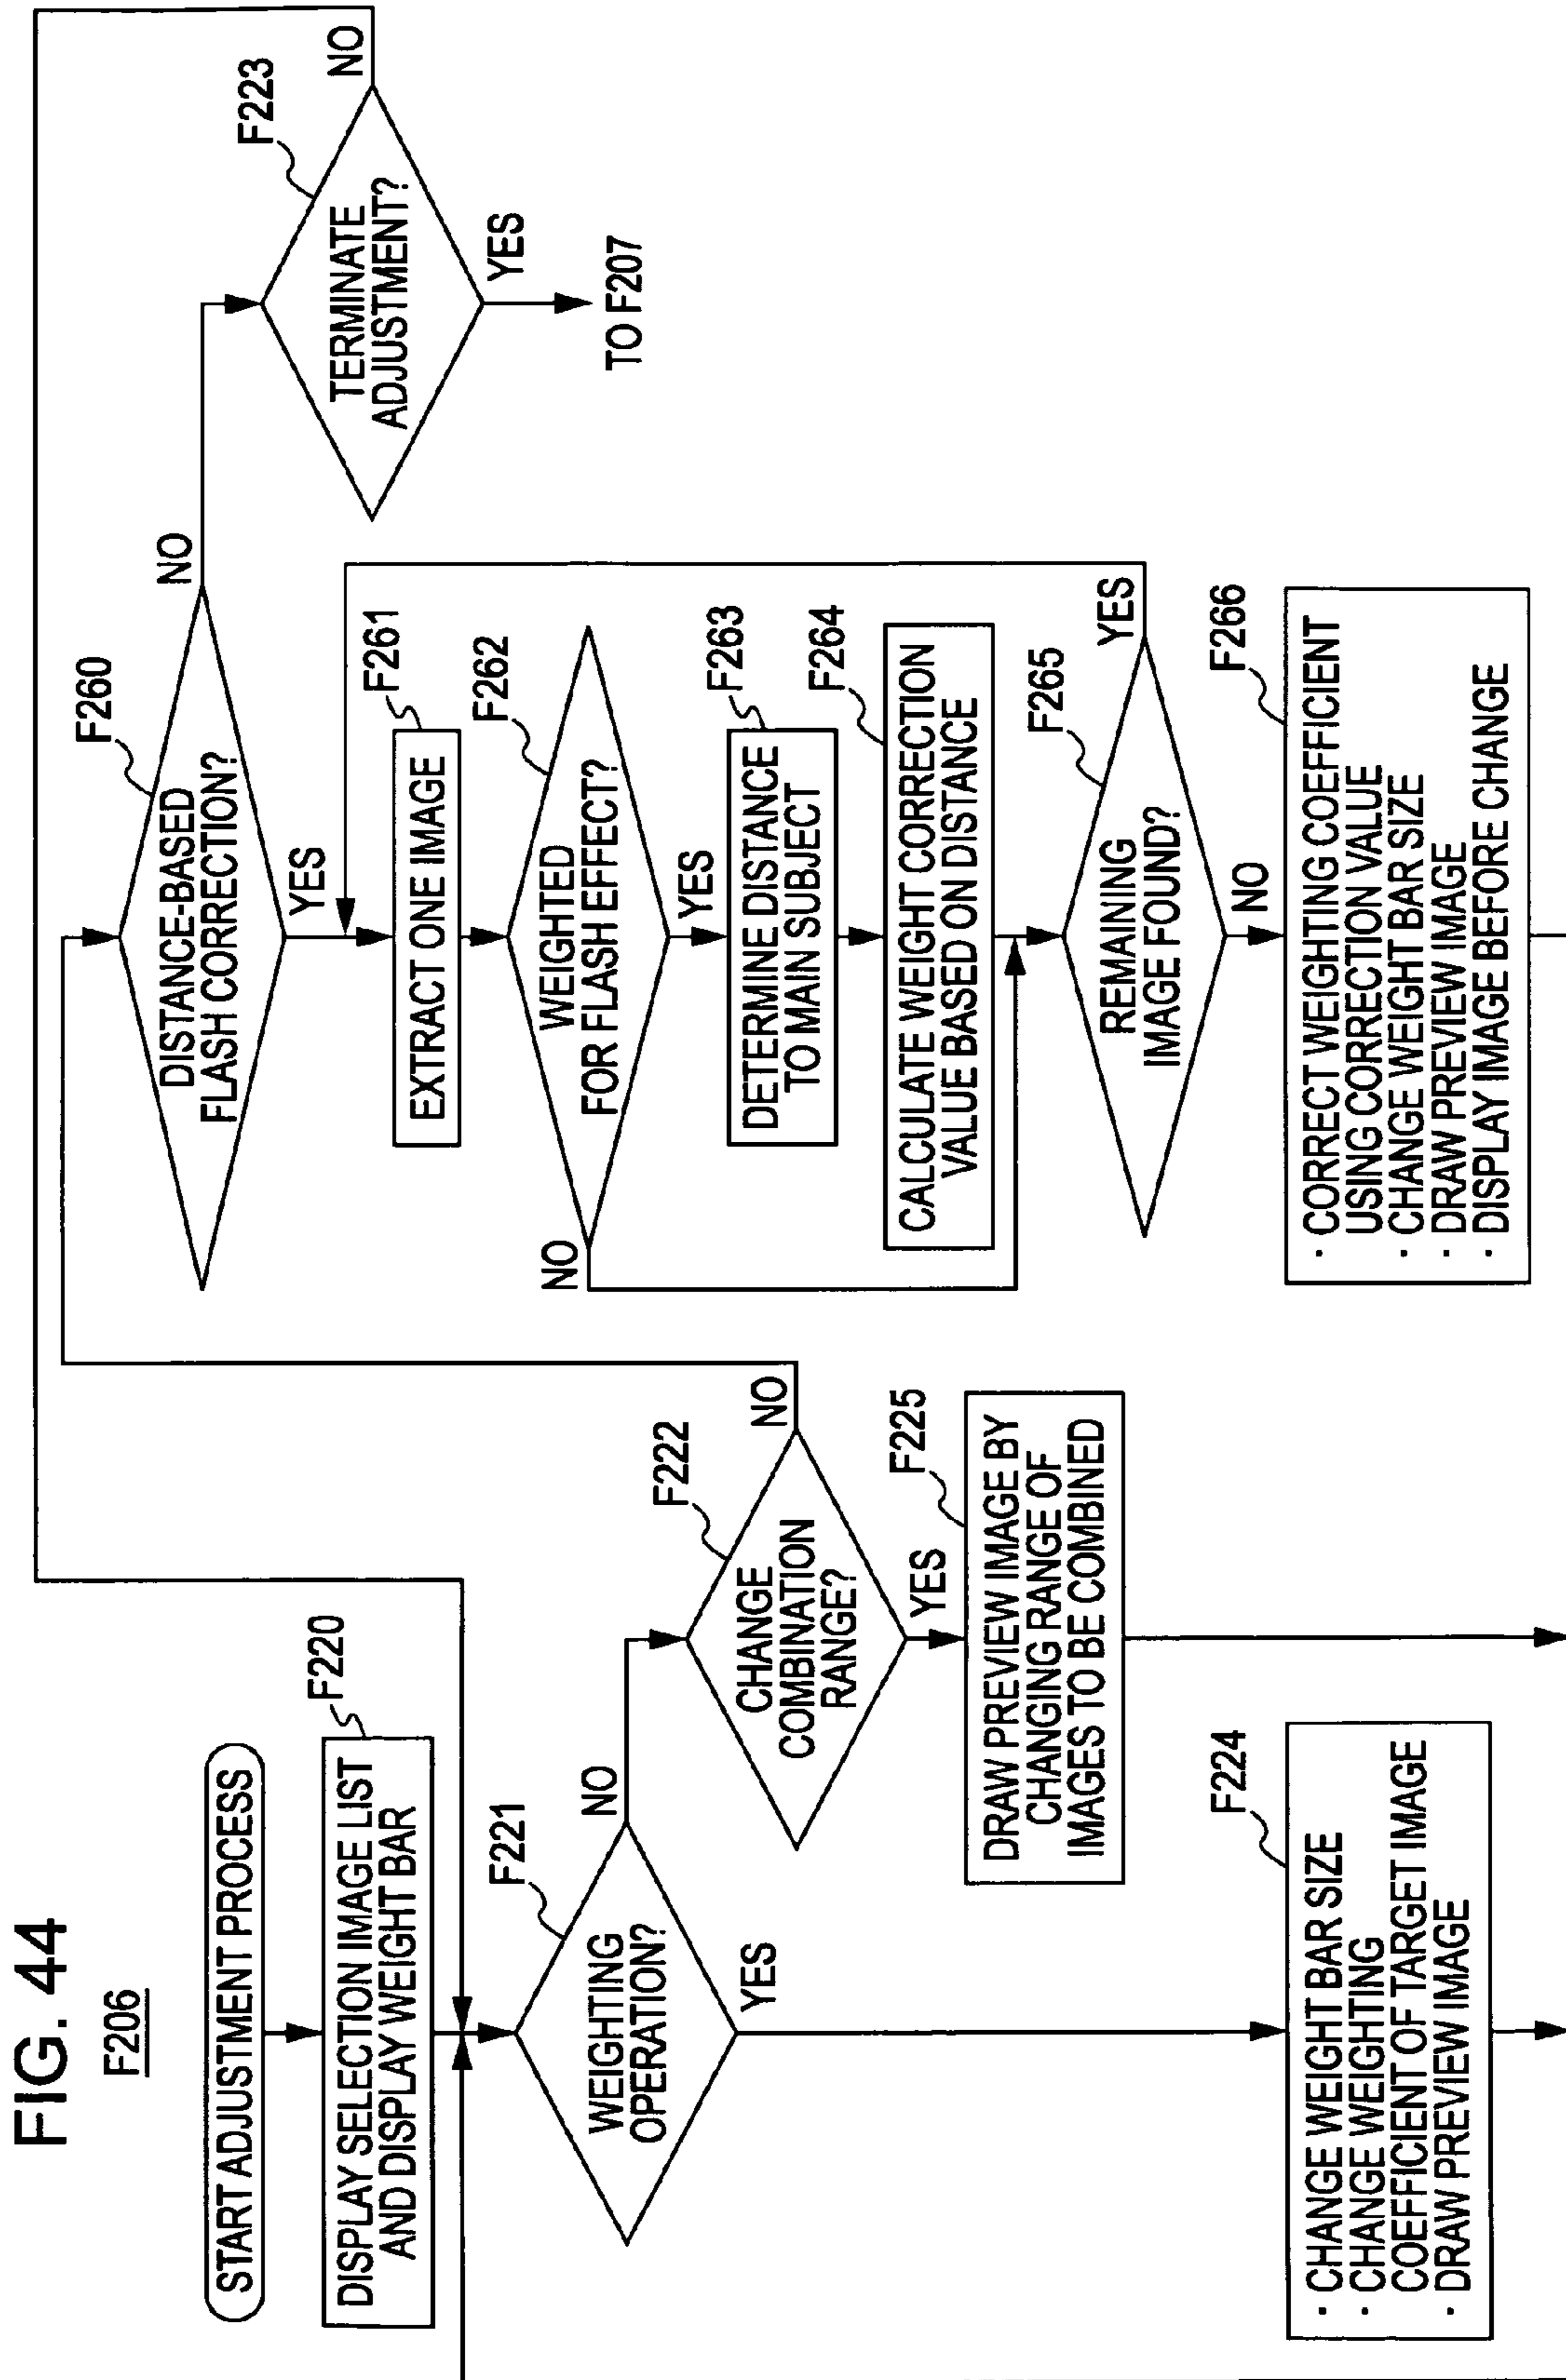 FIG. 44
F206
START ADJUSTMENT PROCESS
F220
DISPLAY SELECTION IMAGE LIST
AND DISPLAY WEIGHT BAR
F221
WEIGHTING
OPERATION?
NO
YES
F222
CHANGE
COMBINATION
RANGE?
NO
YES
F225
DRAW PREVIEW IMAGE BY
CHANGING RANGE OF
IMAGES TO BE COMBINED
F224
· CHANGE WEIGHT BAR SIZE
· CHANGE WEIGHTING
COEFFICIENT OF TARGET IMAGE
· DRAW PREVIEW IMAGE
F260
DISTANCE-BASED
FLASH CORRECTION?
NO
YES
F261
EXTRACT ONE IMAGE
F262
WEIGHTED
FOR FLASH EFFECT?
NO
YES
F263
DETERMINE DISTANCE
TO MAIN SUBJECT
F264
CALCULATE WEIGHT CORRECTION
VALUE BASED ON DISTANCE
F265
REMAINING
IMAGE FOUND?
YES
NO
F266
· CORRECT WEIGHTING COEFFICIENT
USING CORRECTION VALUE
· CHANGE WEIGHT BAR SIZE
· DRAW PREVIEW IMAGE
· DISPLAY IMAGE BEFORE CHANGE
F223
TERMINATE
ADJUSTMENT?
NO
YES
TO F207